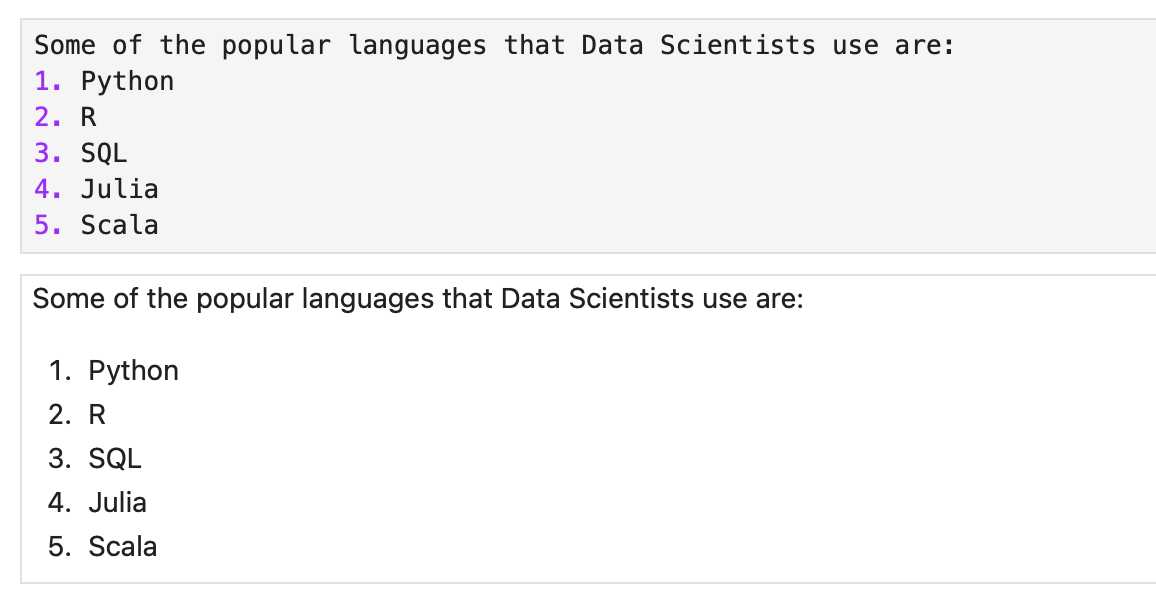 Some of the popular languages that Data Scientists use are:
1. Python
2. R
3. SQL
4. Julia
5. Scala
Some of the popular languages that Data Scientists use are:
1. Python
2. R
3. SQL
4. Julia
5. Scala